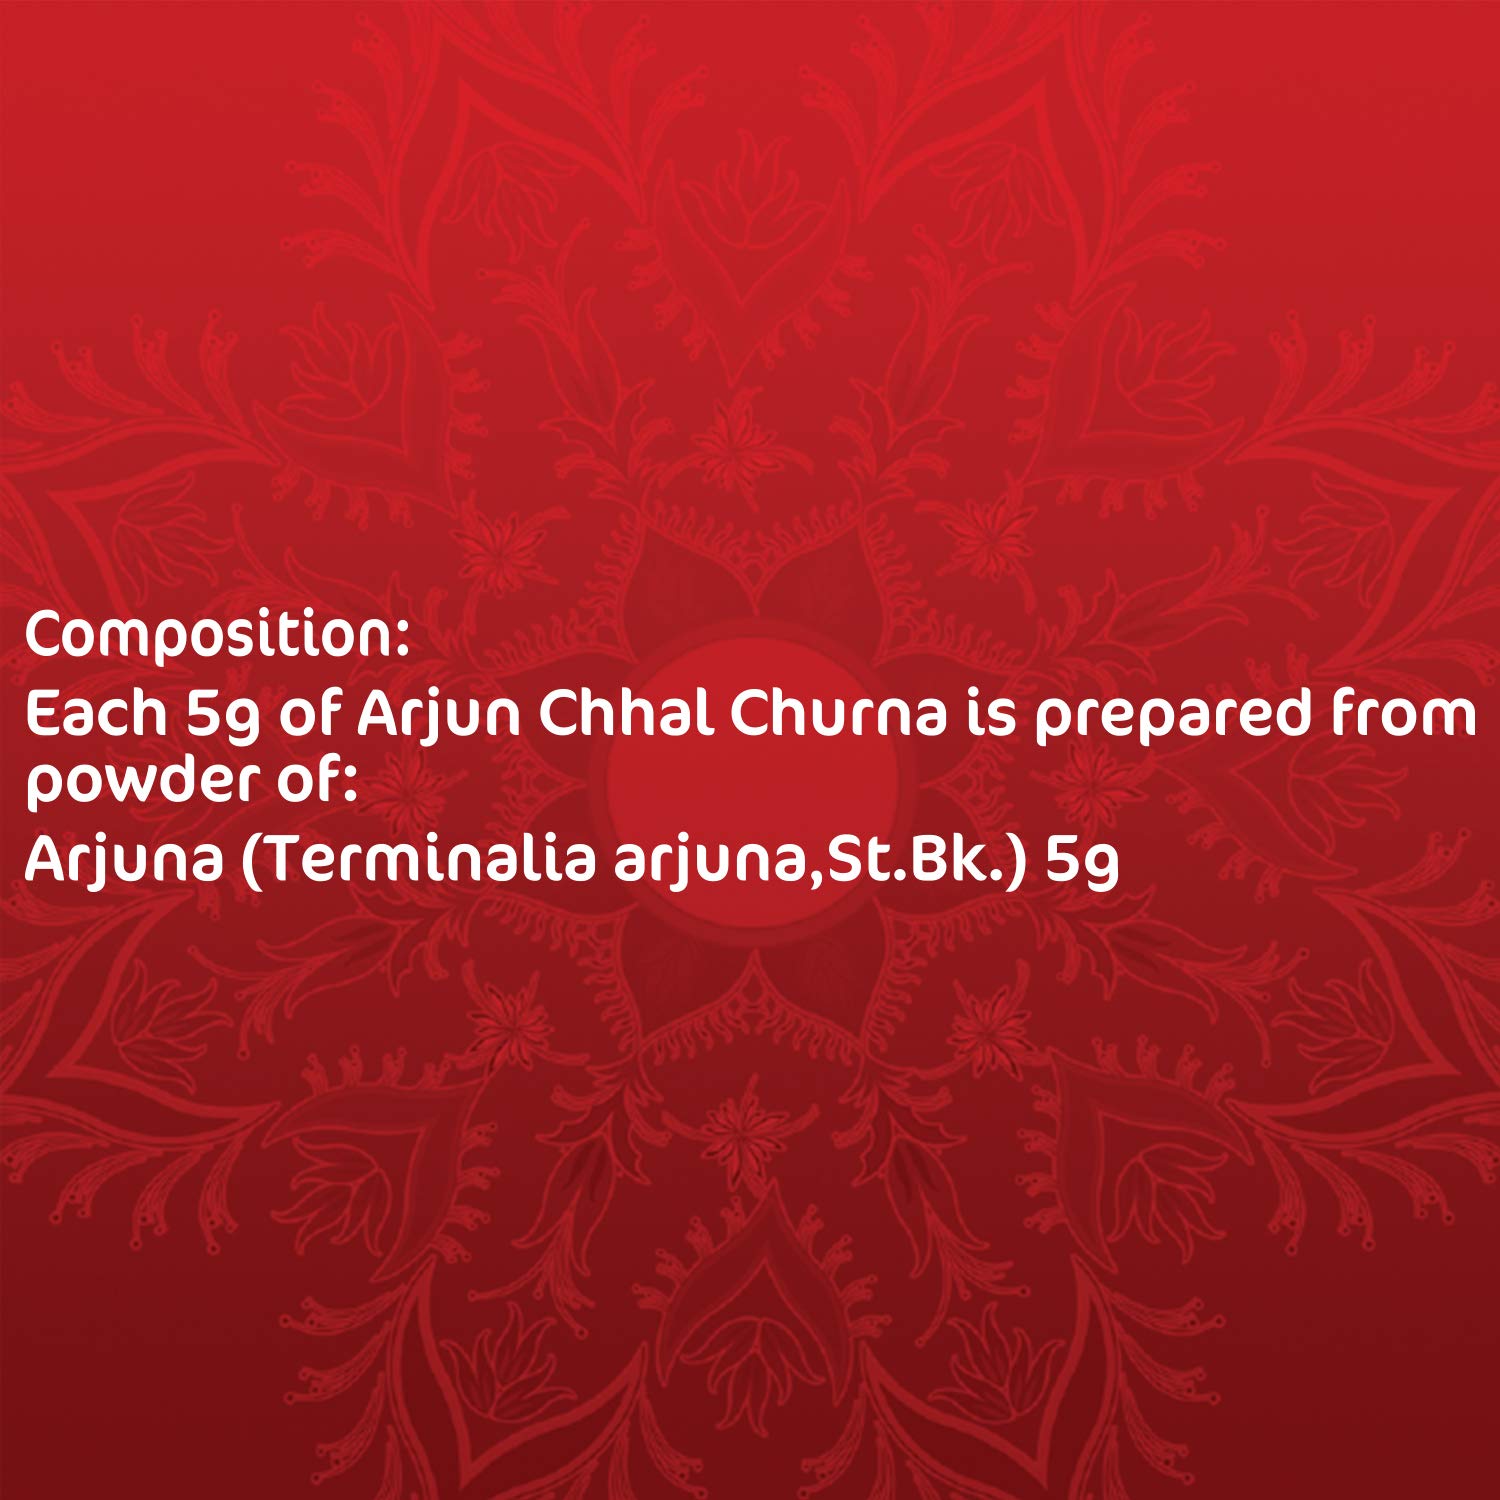 Composition:
Each 5g of Arjun Chhal Churna is prepared from
powder of:
Arjuna (Terminalia arjuna,St.Bk.) 5g